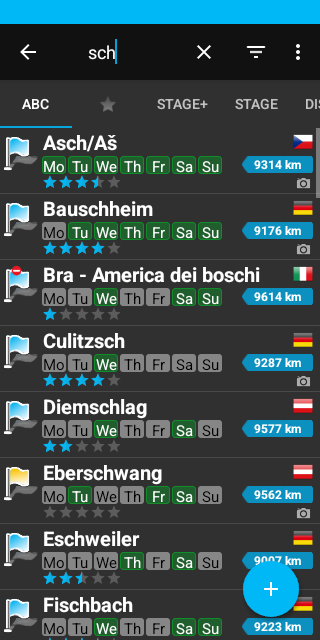 sch
ABC STAGE+ STAGE DIS
Asch/Aš
Mo Tu We Th Fr Sa Su 9314 km
Bauschheim
Mo Tu We Th Fr Sa Su 9176 km
Bra - America dei boschi
Mo Tu We Th Fr Sa Su 9614 km
Culitzsch
Mo Tu We Th Fr Sa Su 9287 km
Diemschlag
Mo Tu We Th Fr Sa Su 9577 km
Eberschwang
Mo Tu We Th Fr Sa Su 9562 km
Eschweiler
Mo Tu We Th Fr Sa Su
Fischbach
Mo Tu We Th Fr Sa Su 9223 km